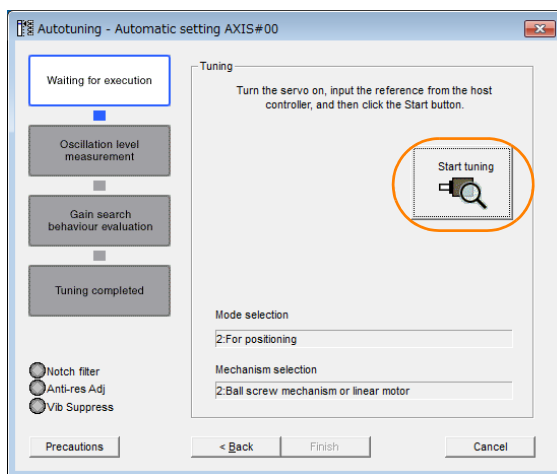 Autotuning - Automatic setting AXIS#00
Waiting for execution
Oscillation level
measurement
Gain search
behaviour evaluation
Tuning completed
Notch filter
Anti-res Adj
Vib Suppress
Tuning
Turn the servo on, input the reference from the host
controller, and then click the Start button.
Start tuning
Mode selection
2:For positioning
Mechanism selection
2:Ball screw mechanism or linear motor
Precautions
< Back
Finish
Cancel